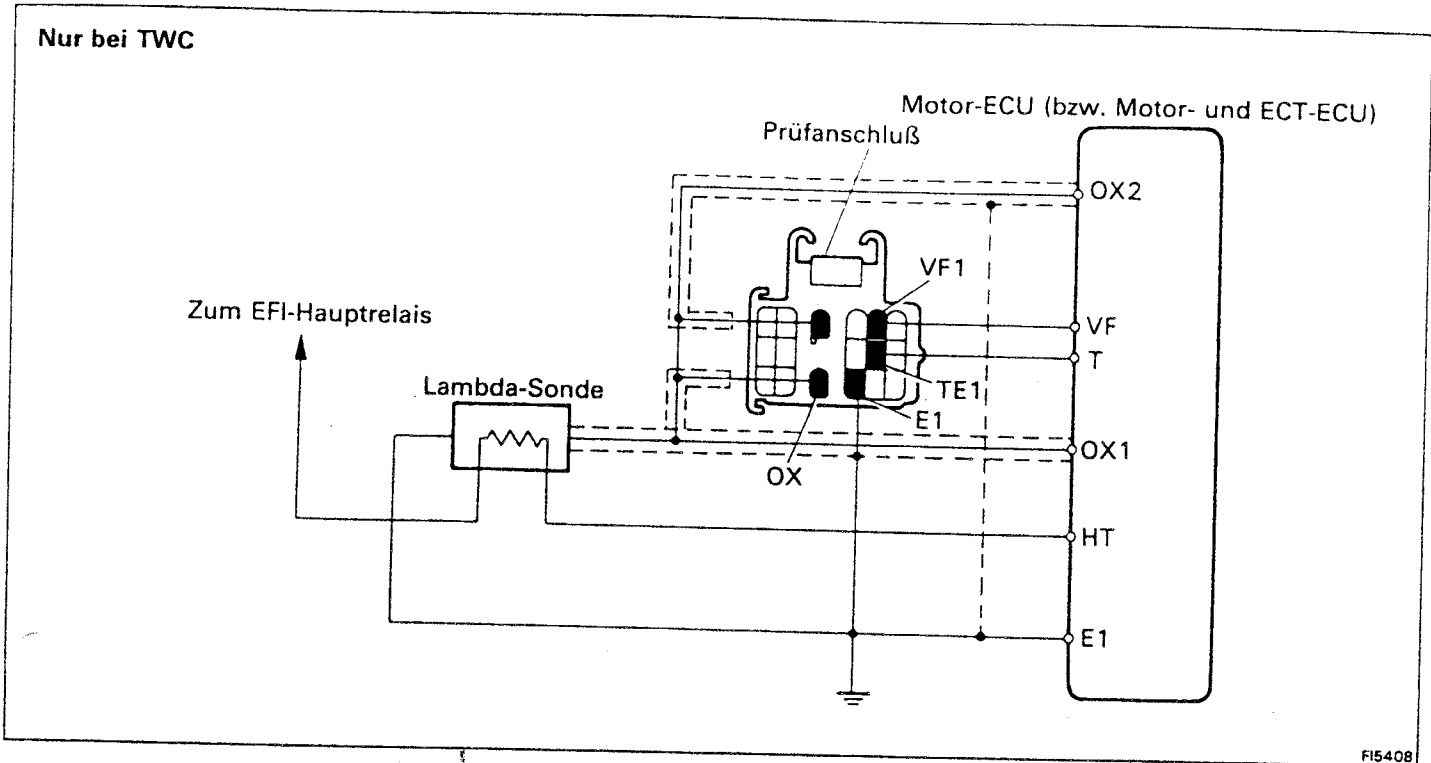 Nur bei TWC
Motor-ECU (bzw. Motor- und ECT-ECU)
Prüfanschluß
OX2
VF1
Zum EFI-Hauptrelais
VF
T
Lambda-Sonde
TE1
E1
OX1
OX
HT
E1
FI5408